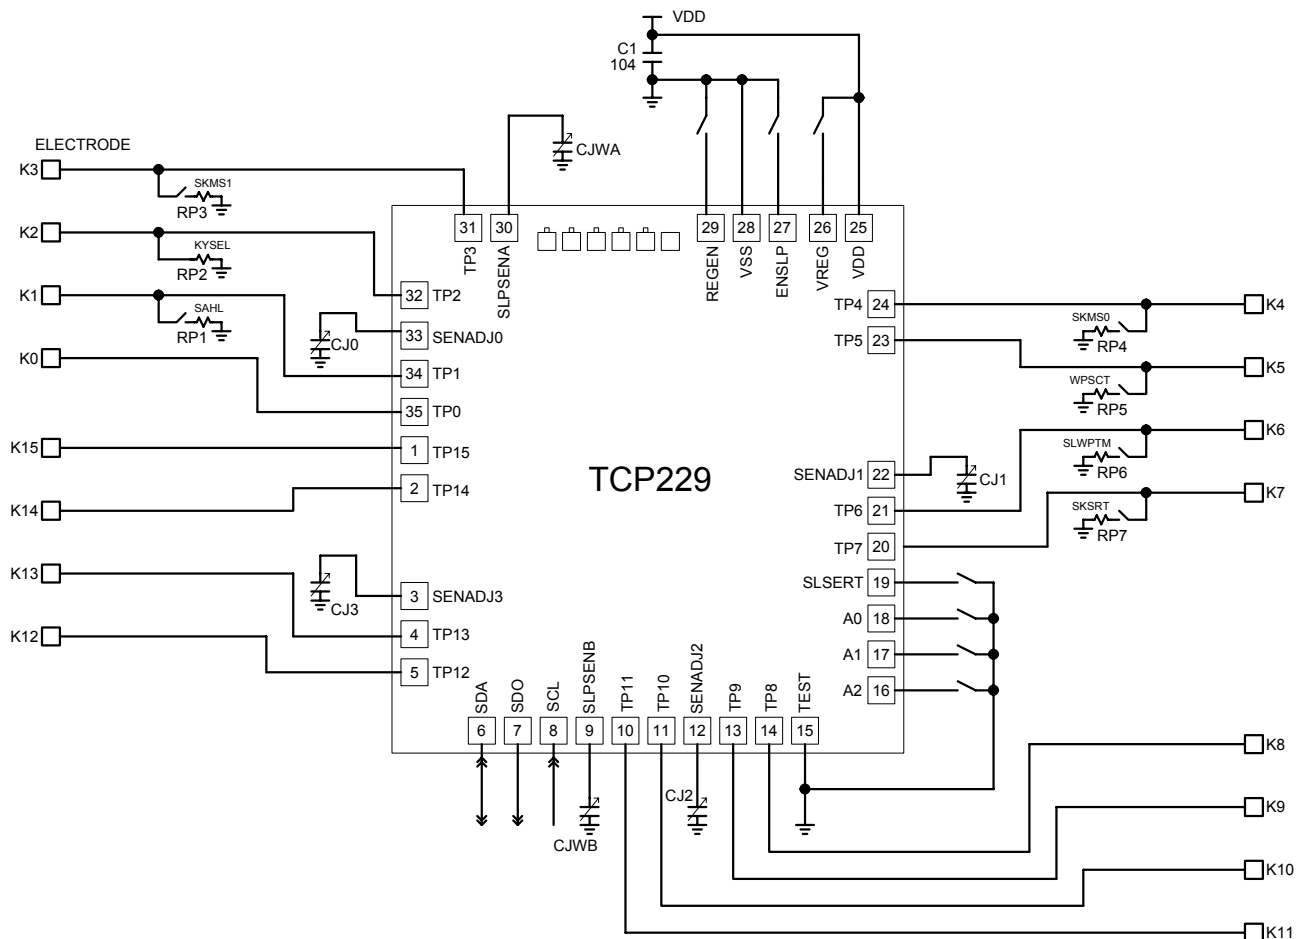 VDD
C1
104
CJWA
ELECTRODE
K3
SKMS1
RP3
K2
KYSEL
RP2
K1
SAHL
RP1
K0
K15
K14
K13
K12
31
30
29
28
27
26
25
TP3
SLPSENA
REGEN
VSS
ENSLP
VREG
VDD
32 TP2
33 SENADJ0
CJ0
34 TP1
35 TP0
1 TP15
2 TP14
3 SENADJ3
CJ3
4 TP13
5 TP12
TCP229
TP4 24
TP5 23
SENADJ1 22
CJ1
TP6 21
TP7 20
SLSERT 19
A0 18
A1 17
A2 16
K4
SKMS0
RP4
K5
WPSCT
RP5
K6
SLWPTM
RP6
K7
SKSRT
RP7
SDA
SDO
SCL
SLPSENB
TP11
TP10
SENADJ2
TP9
TP8
TEST
6
7
8
9
10
11
12
13
14
15
CJ2
CJWB
K8
K9
K10
K11